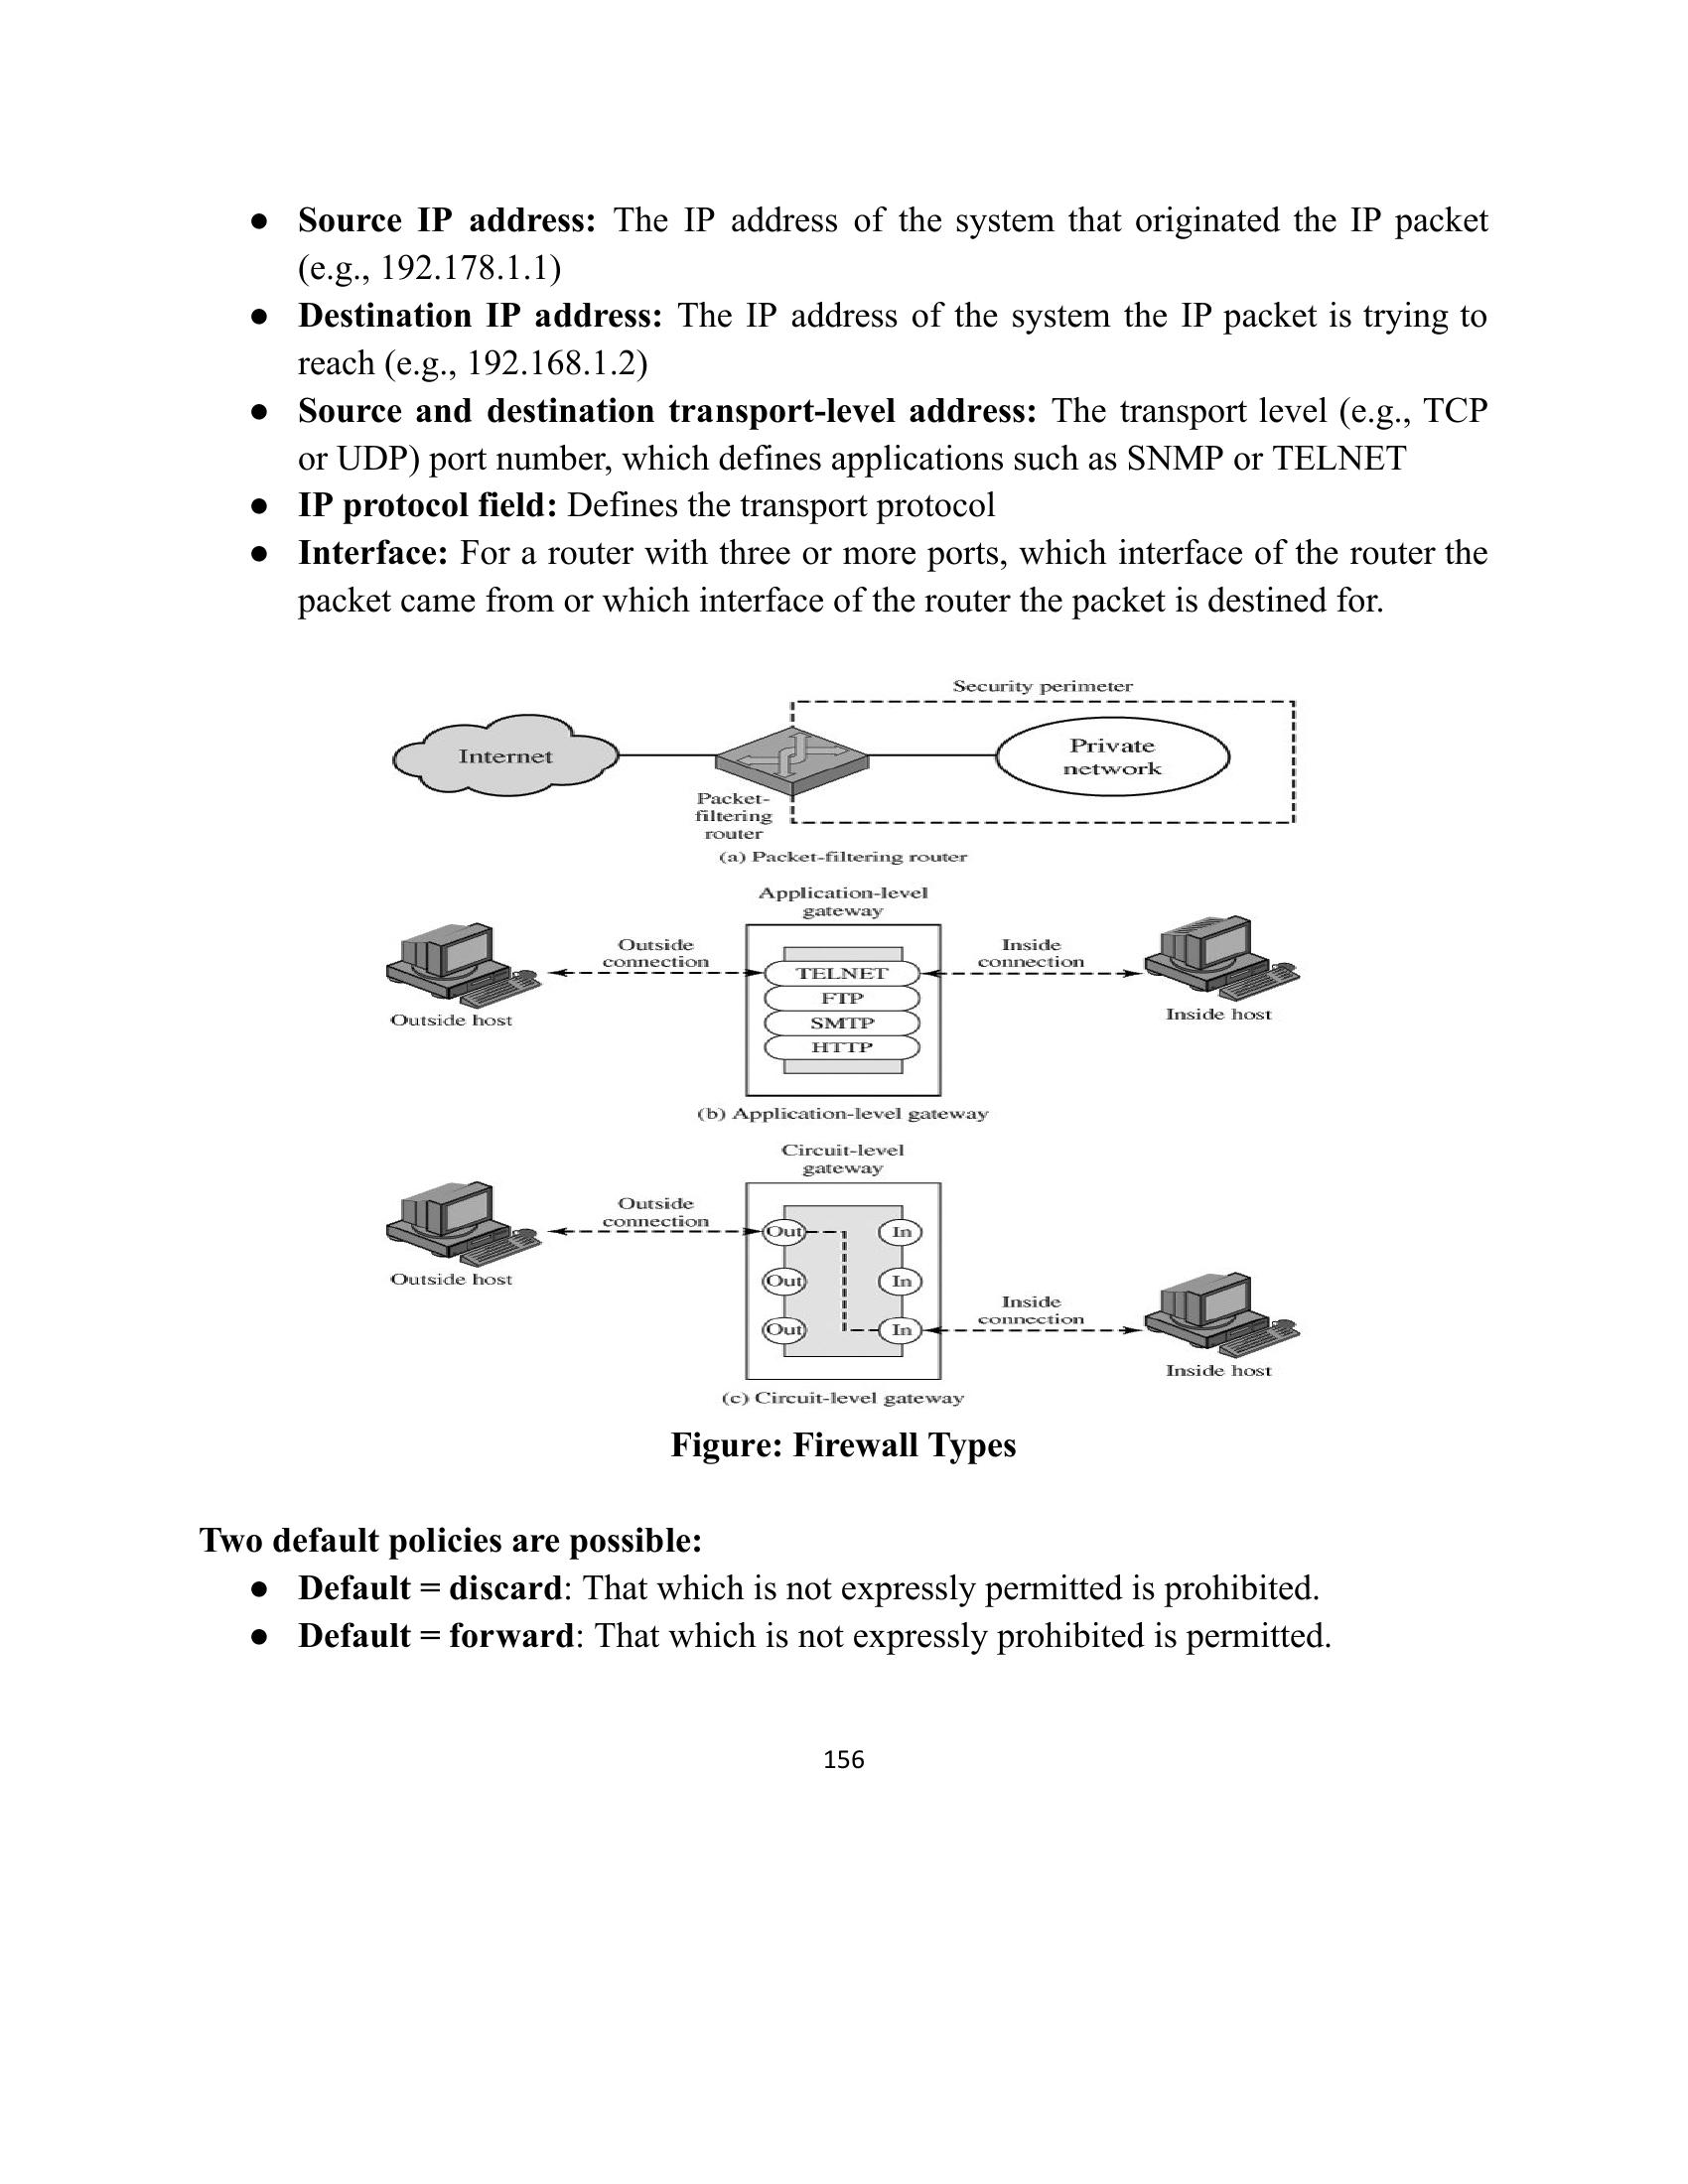 ● Source IP address: The IP address of the system that originated the IP packet
(e.g., 192.178.1.1)
● Destination IP address: The IP address of the system the IP packet is trying to
reach (e.g., 192.168.1.2)
● Source and destination transport-level address: The transport level (e.g., TCP
or UDP) port number, which defines applications such as SNMP or TELNET
● IP protocol field: Defines the transport protocol
● Interface: For a router with three or more ports, which interface of the router the
packet came from or which interface of the router the packet is destined for.
Security perimeter
Internet
Private
network
Packet-
filtering
router
(a) Packet-filtering router
Application-level
gateway
Outside
connection
Inside
connection
TELNET
FTP
SMTP
HTTP
Outside host
Inside host
(b) Application-level gateway
Circuit-level
gateway
Outside
connection
Out
In
Out
In
Out
In
Outside host
Inside
connection
Inside host
(c) Circuit-level gateway
Figure: Firewall Types
Two default policies are possible:
● Default = discard: That which is not expressly permitted is prohibited.
● Default = forward: That which is not expressly prohibited is permitted.
156